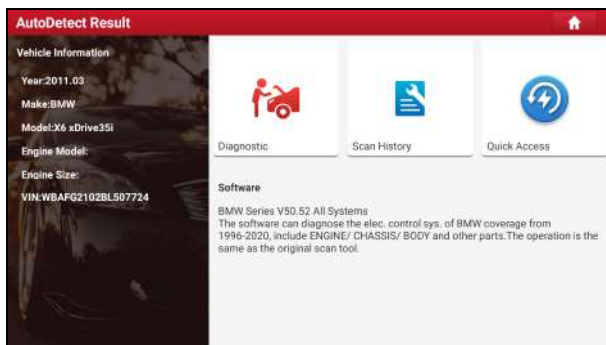 AutoDetect Result
Vehicle Information
Year:2011.03
Make:BMW
Model:X6 xDrive35i
Engine Model:
Engine Size:
VIN:WBAFG2102BL507724
Diagnostic
Scan History
Quick Access
Software
BMW Series V50.52 All Systems
The software can diagnose the elec. control sys. of BMW coverage from
1996-2020, include ENGINE/ CHASSIS/ BODY and other parts.The operation is the
same as the original scan tool.